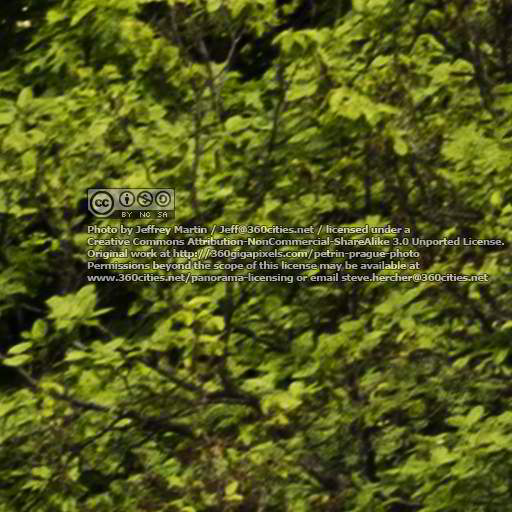 cc
BY NC SA
Photo by Jeffrey Martin / Jeff@360cities.net / licensed under a
Creative Commons Attribution-NonCommercial-ShareAlike 3.0 Unported License.
Original work at http://360gigapixels.com/petrin-prague-photo
Permissions beyond the scope of this license may be available at
www.360cities.net/panorama-licensing or email steve.hercher@360cities.net